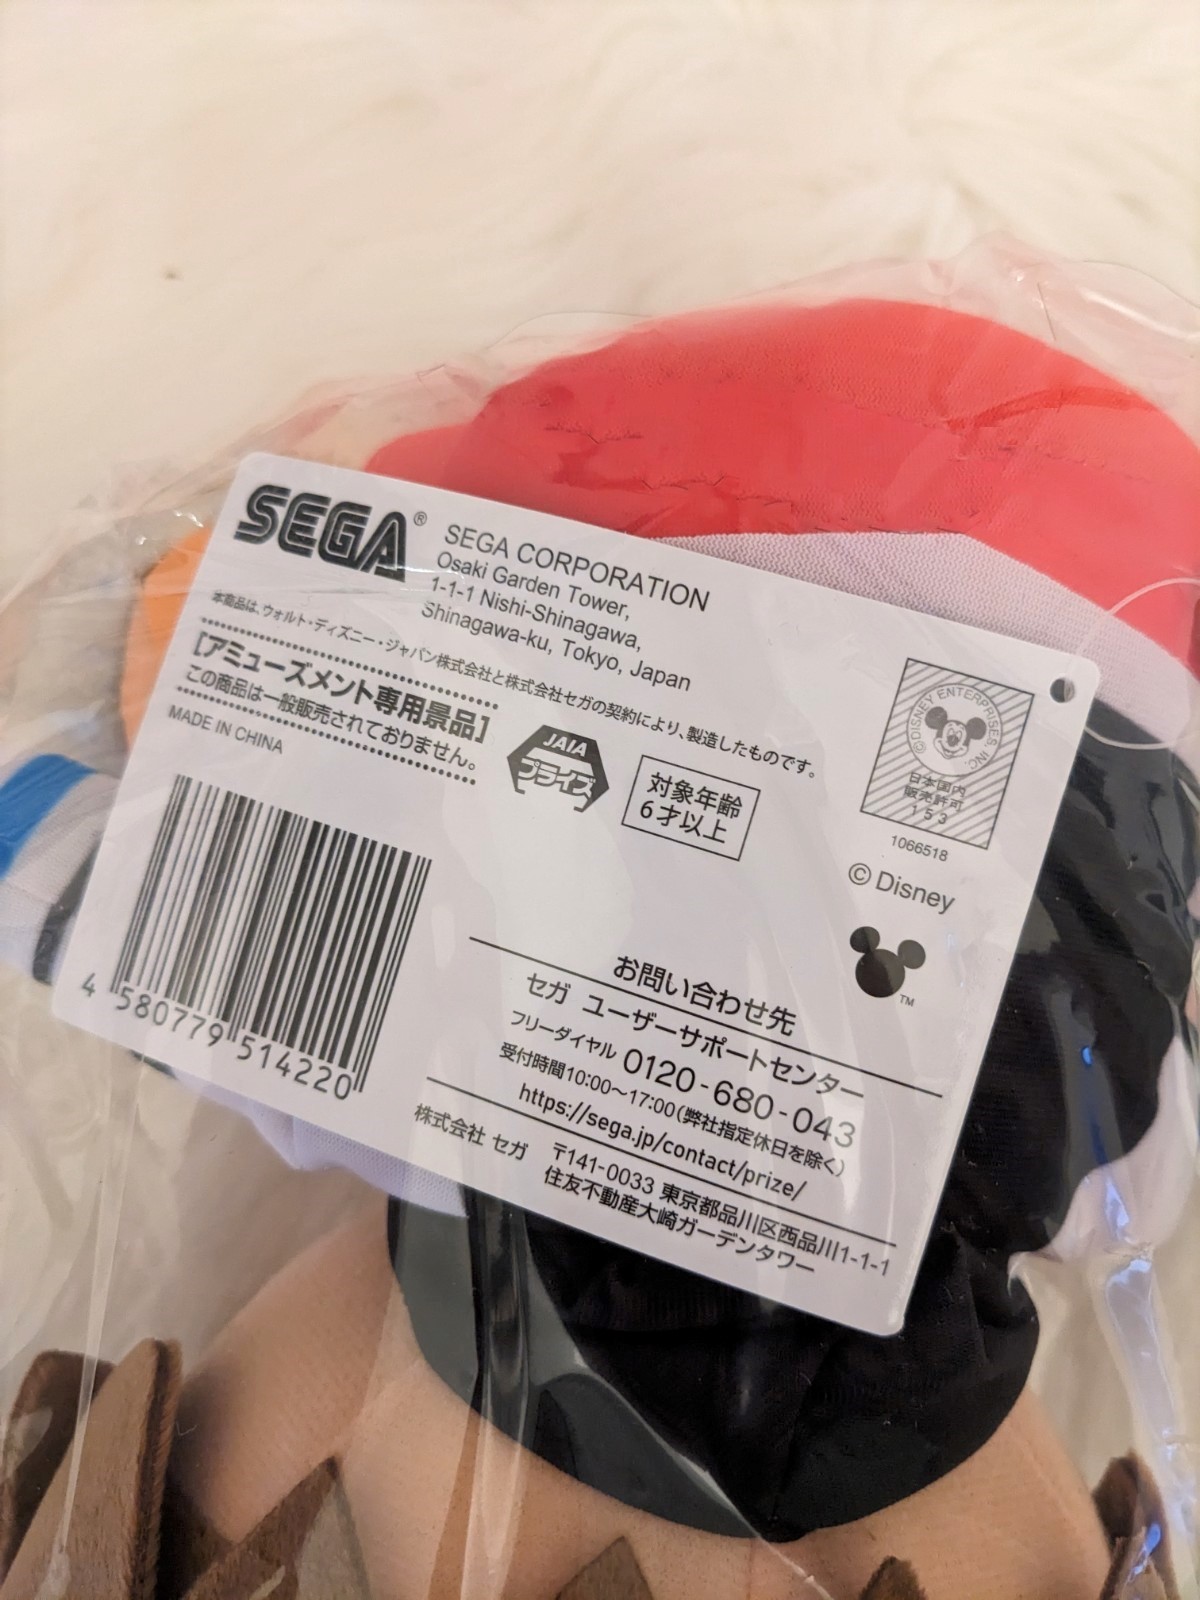 SEGA®
SEGA CORPORATION
Osaki Garden Tower,
1-1-1 Nishi-Shinagawa,
Shinagawa-ku, Tokyo, Japan
本商品は、ウォルト・ディズニー・ジャパン株式会社と株式会社セガの契約により、製造したものです。
[アミューズメント専用景品]
この商品は一般販売されておりません。
MADE IN CHINA
JAIA
プライズ
対象年齢
6才以上
©DISNEY ENTERPRISES, INC.
日本国内
販売許可
153
1066518
© Disney
TM
4 580779 514220
お問い合わせ先
セガ ユーザーサポートセンター
フリーダイヤル 0120-680-043
受付時間10:00～17:00(弊社指定休日を除く)
https://sega.jp/contact/prize/
株式会社 セガ 〒141-0033 東京都品川区西品川1-1-1
住友不動産大崎ガーデンタワー